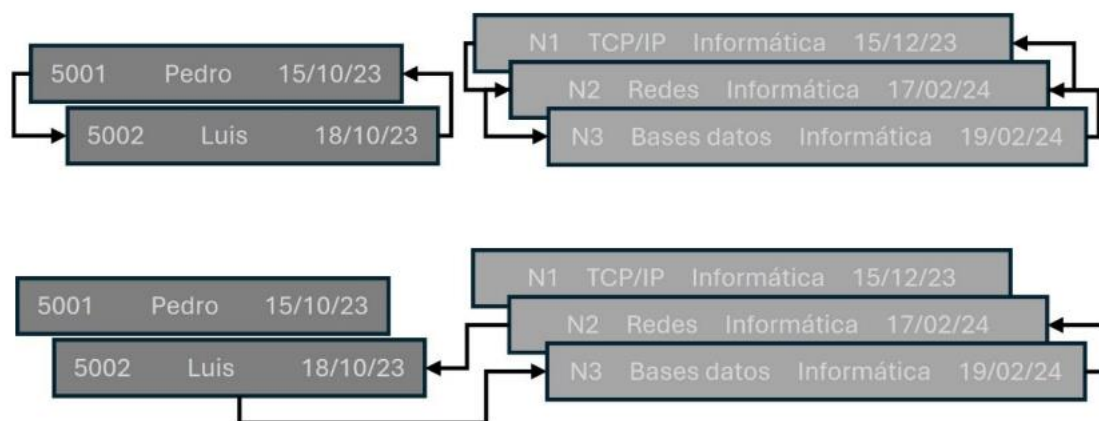 5001 Pedro 15/10/23
5002 Luis 18/10/23
N1 TCP/IP Informática 15/12/23
N2 Redes Informática 17/02/24
N3 Bases datos Informática 19/02/24
5001 Pedro 15/10/23
5002 Luis 18/10/23
N1 TCP/IP Informática 15/12/23
N2 Redes Informática 17/02/24
N3 Bases datos Informática 19/02/24